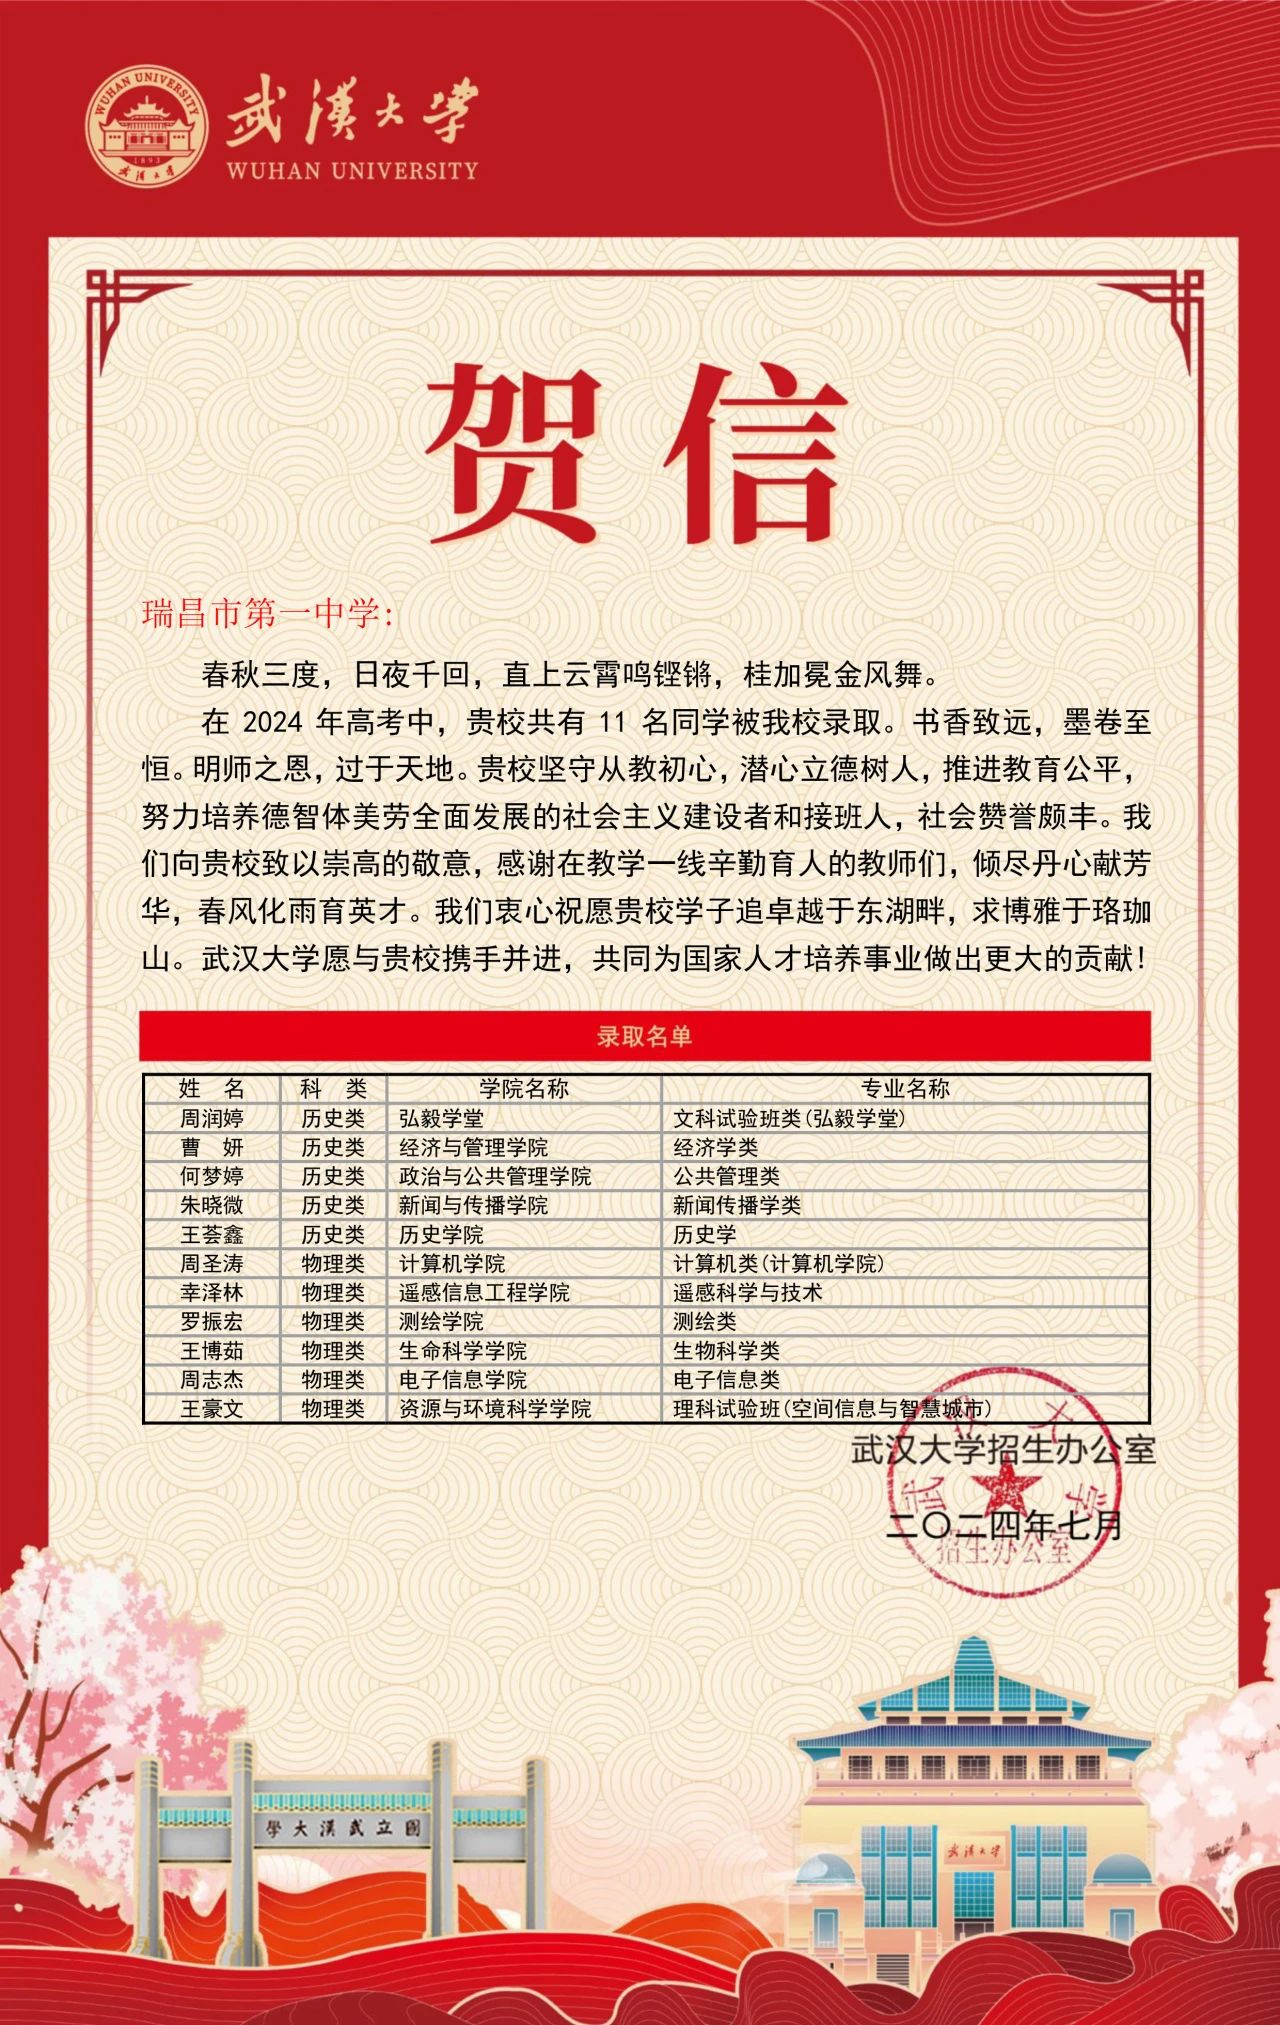 WUHAN UNIVERSITY
1893
武汉大学
武漢大学
WUHAN UNIVERSITY
贺信
瑞昌市第一中学:
春秋三度，日夜千回，直上云霄鸣铿锵，桂加冕金风舞。
在 2024 年高考中，贵校共有 11 名同学被我校录取。书香致远，墨卷至
恒。明师之恩，过于天地。贵校坚守从教初心，潜心立德树人，推进教育公平，
努力培养德智体美劳全面发展的社会主义建设者和接班人，社会赞誉颇丰。我
们向贵校致以崇高的敬意，感谢在教学一线辛勤育人的教师们，倾尽丹心献芳
华，春风化雨育英才。我们衷心祝愿贵校学子追卓越于东湖畔，求博雅于珞珈
山。武汉大学愿与贵校携手并进，共同为国家人才培养事业做出更大的贡献!
录取名单
姓 名 科 类 学院名称 专业名称
周润婷 历史类 弘毅学堂 文科试验班类(弘毅学堂)
曹 妍 历史类 经济与管理学院 经济学类
何梦婷 历史类 政治与公共管理学院 公共管理类
朱晓微 历史类 新闻与传播学院 新闻传播学类
王荟鑫 历史类 历史学院 历史学
周圣涛 物理类 计算机学院 计算机类(计算机学院)
幸泽林 物理类 遥感信息工程学院 遥感科学与技术
罗振宏 物理类 测绘学院 测绘类
王博茹 物理类 生命科学学院 生物科学类
周志杰 物理类 电子信息学院 电子信息类
王豪文 物理类 资源与环境科学学院 理科试验班(空间信息与智慧城市)
武汉大学招生办公室
二〇二四年七月
武汉大学
招生办公室
學大漢武立國
武漢大学